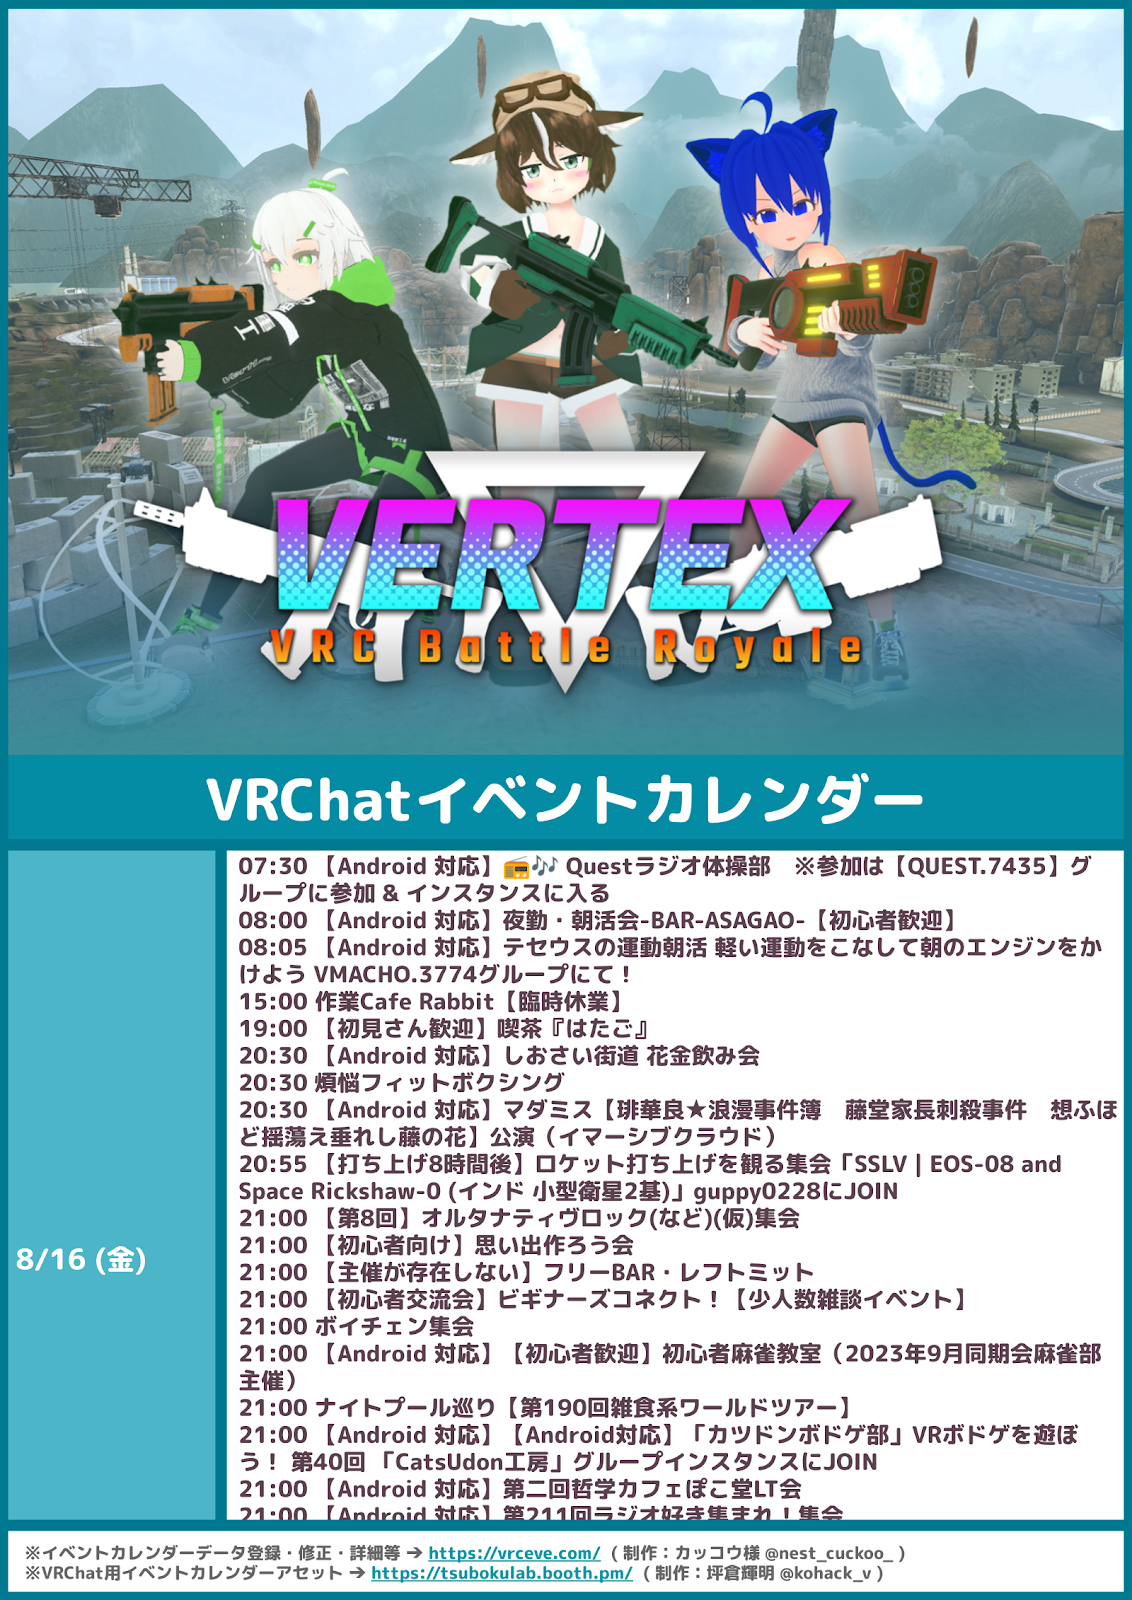 VERTEX
VRC Battle Royale
VRChatイベントカレンダー
8/16 (金)
07:30 【Android 対応】📻🎶 Questラジオ体操部　※参加は【QUEST.7435】グ
ループに参加 & インスタンスに入る
08:00 【Android 対応】夜勤・朝活会-BAR-ASAGAO-【初心者歓迎】
08:05 【Android 対応】テセウスの運動朝活 軽い運動をこなして朝のエンジンをか
けよう VMACHO.3774グループにて！
15:00 作業Cafe Rabbit【臨時休業】
19:00 【初見さん歓迎】喫茶『はたご』
20:30 【Android 対応】しおさい街道 花金飲み会
20:30 煩悩フィットボクシング
20:30 【Android 対応】マダミス【琲華良★浪漫事件簿　藤堂家長刺殺事件　想ふほ
ど揺蕩え垂れし藤の花】公演（イマーシブクラウド）
20:55 【打ち上げ8時間後】ロケット打ち上げを観る集会「SSLV | EOS-08 and
Space Rickshaw-0 (インド 小型衛星2基)」guppy0228にJOIN
21:00 【第8回】オルタナティヴロック(など)(仮)集会
21:00 【初心者向け】思い出作ろう会
21:00 【主催が存在しない】フリーBAR・レフトミット
21:00 【初心者交流会】ビギナーズコネクト！【少人数雑談イベント】
21:00 ボイチェン集会
21:00 【Android 対応】【初心者歓迎】初心者麻雀教室（2023年9月同期会麻雀部
主催）
21:00 ナイトプール巡り【第190回雑食系ワールドツアー】
21:00 【Android 対応】【Android対応】「カツドンボドゲ部」VRボドゲを遊ぼ
う！ 第40回 「CatsUdon工房」グループインスタンスにJOIN
21:00 【Android 対応】第二回哲学カフェぽこ堂LT会
21:00 【Android 対応】第211回ラジオ好き集まれ！集会
※イベントカレンダーデータ登録・修正・詳細等 → https://vrceve.com/ ( 制作：カッコウ様 @nest_cuckoo_ )
※VRChat用イベントカレンダーアセット → https://tsubokulab.booth.pm/ ( 制作：坪倉輝明 @kohack_v )